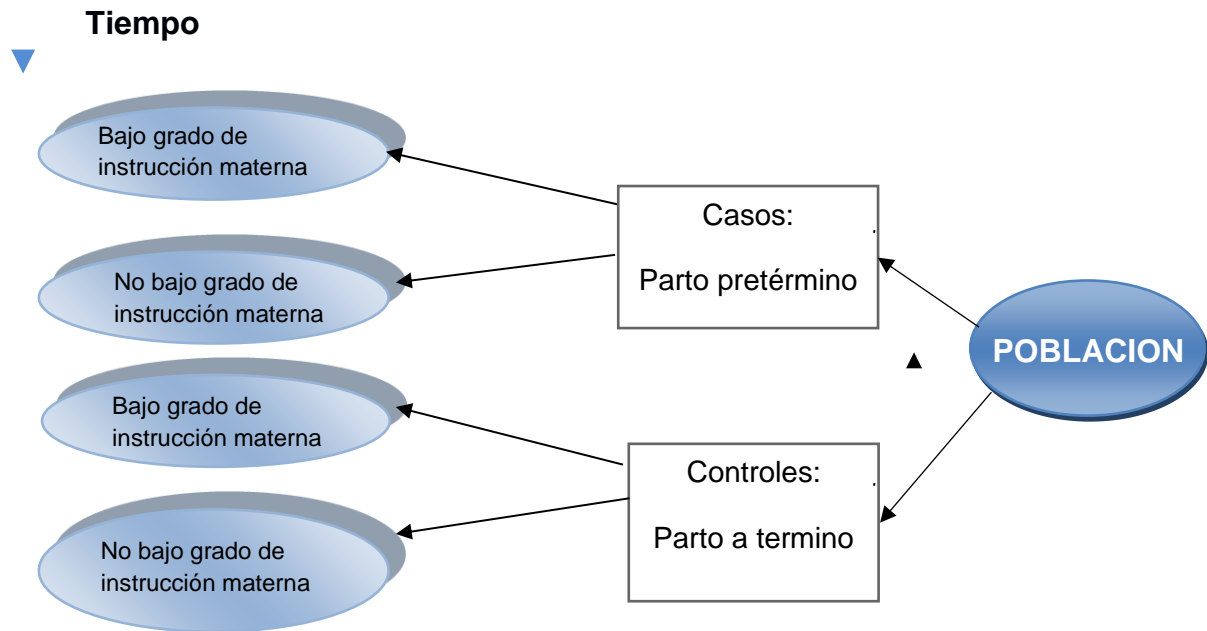 Tiempo
Bajo grado de
instrucción materna
No bajo grado de
instrucción materna
Bajo grado de
instrucción materna
No bajo grado de
instrucción materna
Casos:
Parto pretérmino
Controles:
Parto a termino
POBLACION